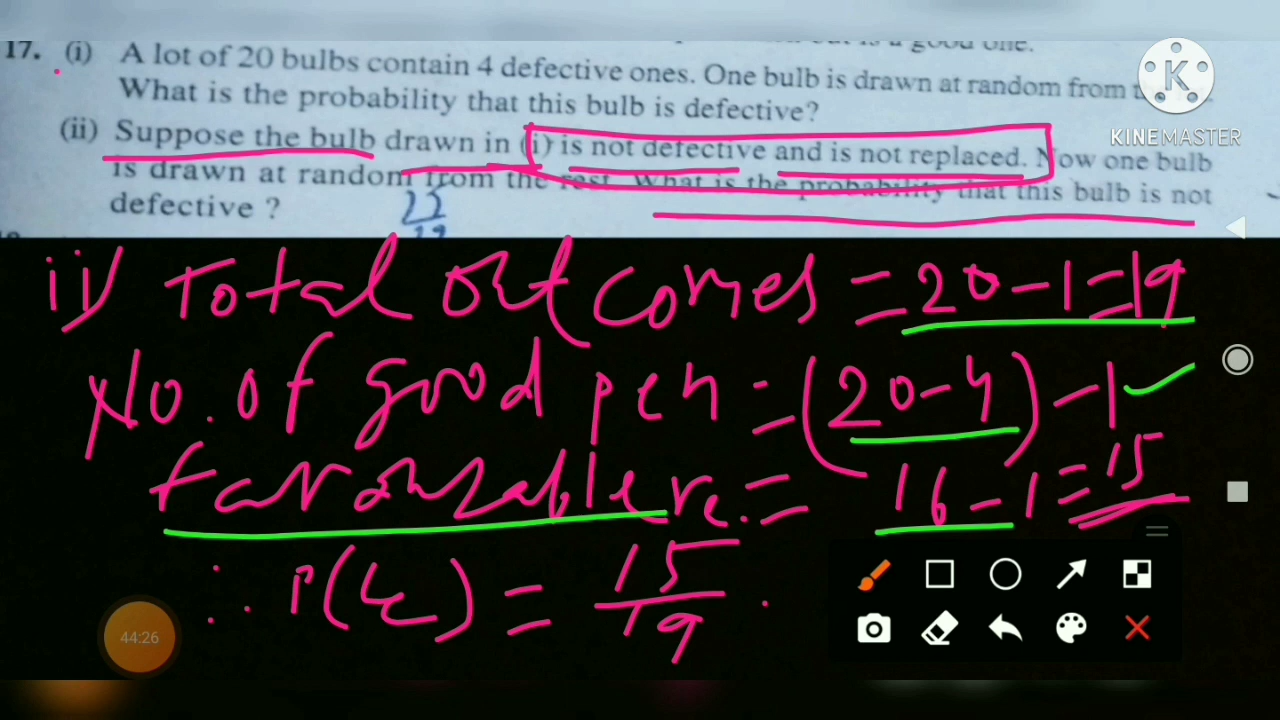 17. (i) A lot of 20 bulbs contain 4 defective ones. One bulb is drawn at random from
What is the probability that this bulb is defective?
KINEMASTER
(ii) Suppose the bulb drawn in (i) is not defective and is not replaced. Now one bulb
is drawn at random from the rest. What is the probability that this bulb is not
defective ?
ii) Total outcomes = 20-1=19
No. of good pen = (20-4)-1
favourable = 16-1=15
∴ P(E) = 15/19
44:26